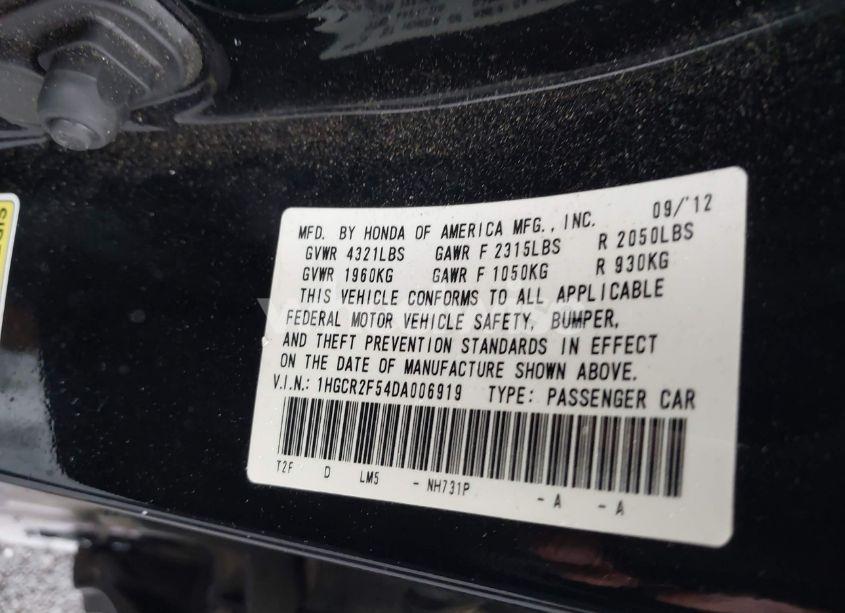 MFD. BY HONDA OF AMERICA MFG., INC. 09/'12
GVWR 4321LBS GAWR F 2315LBS R 2050LBS
GVWR 1960KG GAWR F 1050KG R 930KG
THIS VEHICLE CONFORMS TO ALL APPLICABLE
FEDERAL MOTOR VEHICLE SAFETY, BUMPER,
AND THEFT PREVENTION STANDARDS IN EFFECT
ON THE DATE OF MANUFACTURE SHOWN ABOVE.
V.I.N.: 1HGCR2F54DA006919 TYPE: PASSENGER CAR
T2F D LM5 - NH731P - A - A